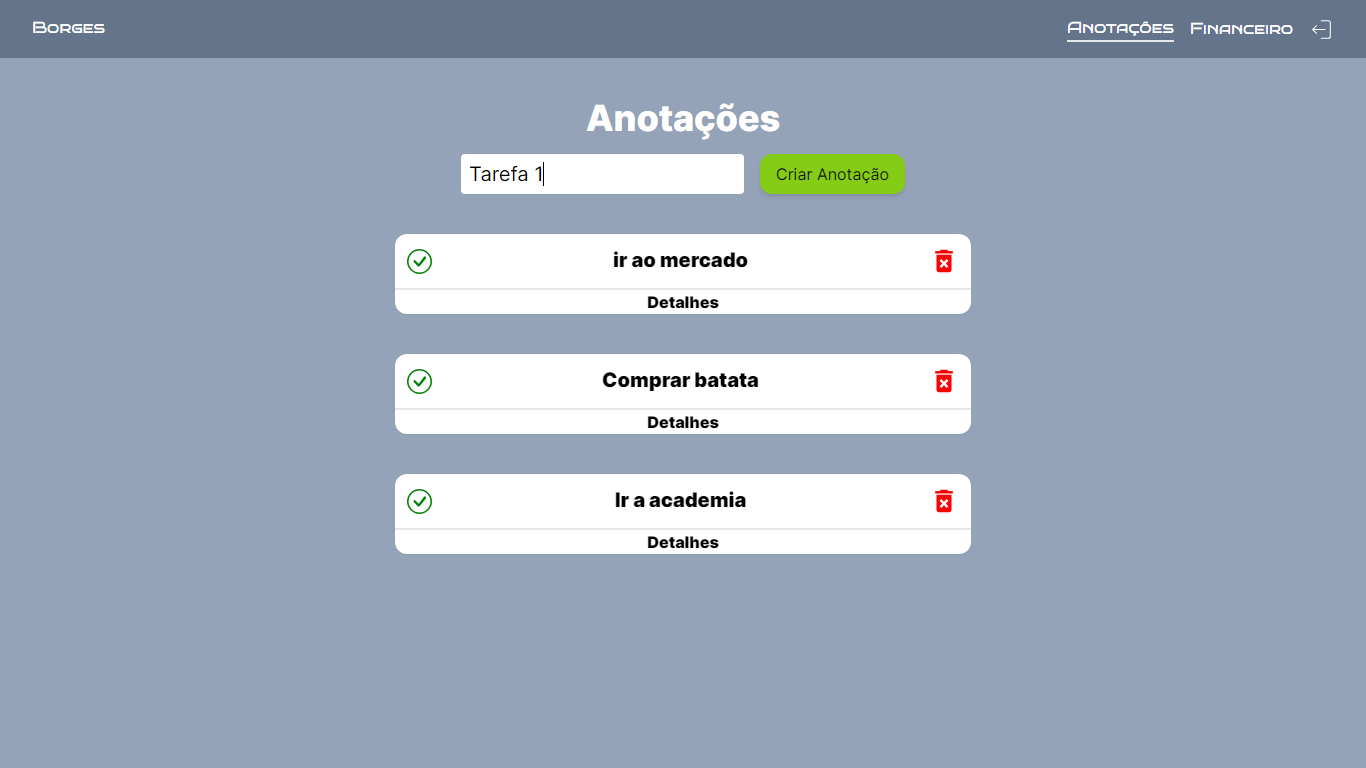 Borges
Anotações
Financeiro
Anotações
Tarefa 1
Criar Anotação
ir ao mercado
Detalhes
Comprar batata
Detalhes
Ir a academia
Detalhes